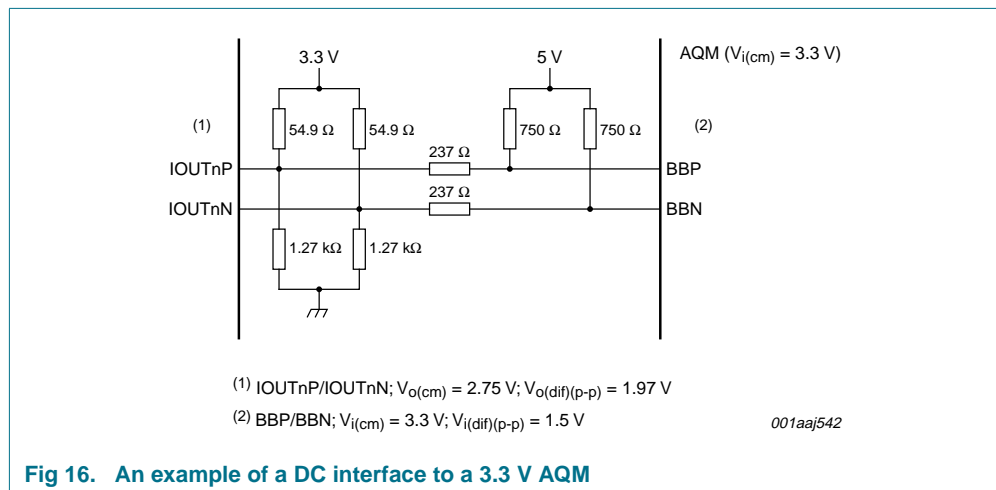 3.3 V
5 V
AQM (Vi(cm) = 3.3 V)
(1)
54.9 Ω
54.9 Ω
750 Ω
750 Ω
(2)
237 Ω
IOUTnP
BBP
237 Ω
IOUTnN
BBN
1.27 kΩ
1.27 kΩ
(1) IOUTnP/IOUTnN; Vo(cm) = 2.75 V; Vo(dif)(p-p) = 1.97 V
(2) BBP/BBN; Vi(cm) = 3.3 V; Vi(dif)(p-p) = 1.5 V
001aaj542
Fig 16. An example of a DC interface to a 3.3 V AQM